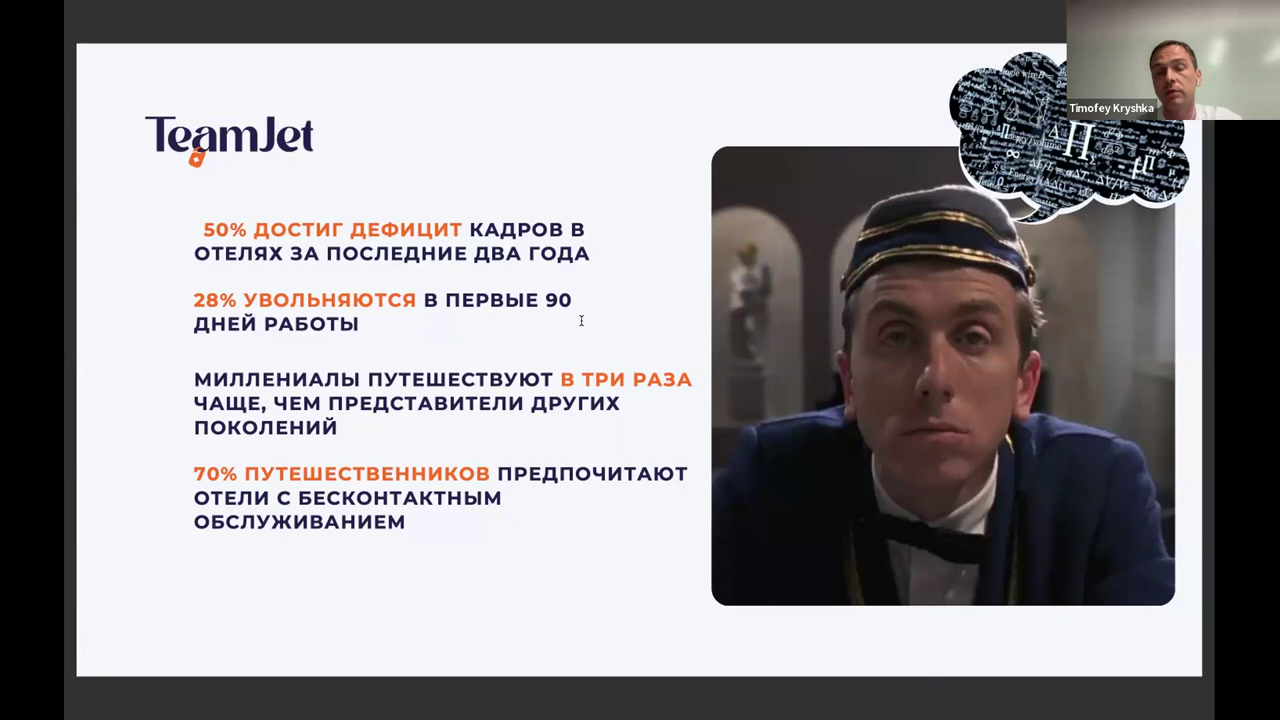 Timofey Kryshka
TeamJet
50% ДОСТИГ ДЕФИЦИТ КАДРОВ В
ОТЕЛЯХ ЗА ПОСЛЕДНИЕ ДВА ГОДА
28% УВОЛЬНЯЮТСЯ В ПЕРВЫЕ 90
ДНЕЙ РАБОТЫ
МИЛЛЕНИАЛЫ ПУТЕШЕСТВУЮТ В ТРИ РАЗА
ЧАЩЕ, ЧЕМ ПРЕДСТАВИТЕЛИ ДРУГИХ
ПОКОЛЕНИЙ
70% ПУТЕШЕСТВЕННИКОВ ПРЕДПОЧИТАЮТ
ОТЕЛИ С БЕСКОНТАКТНЫМ
ОБСЛУЖИВАНИЕМ